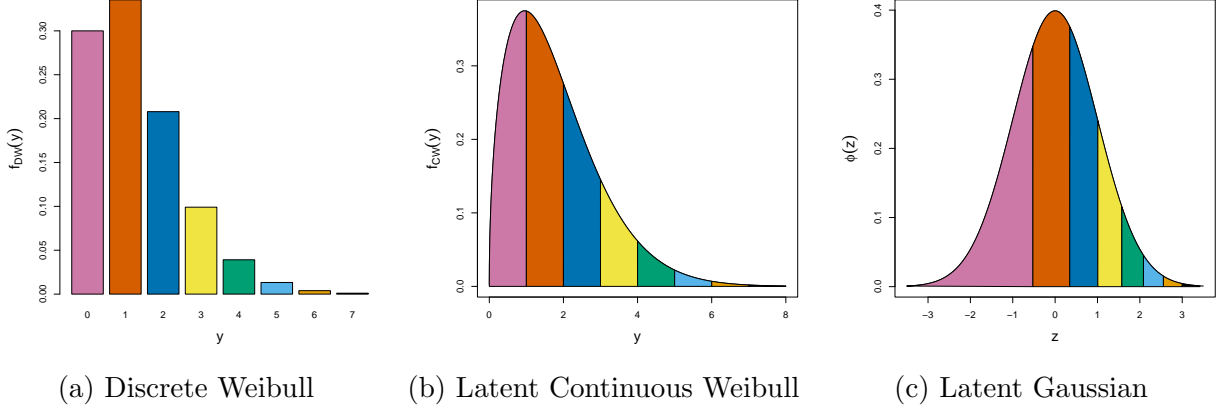 0.00 0.05 0.10 0.15 0.20 0.30
f_DW(y)
0 1 2 3 4 5 6 7
y
0.0 0.1 0.2 0.3
f_CW(y)
0 2 4 6 8
y
0.0 0.1 0.2 0.3 0.4
ϕ(z)
−3 −2 −1 0 1 2 3
z
(a) Discrete Weibull
(b) Latent Continuous Weibull
(c) Latent Gaussian